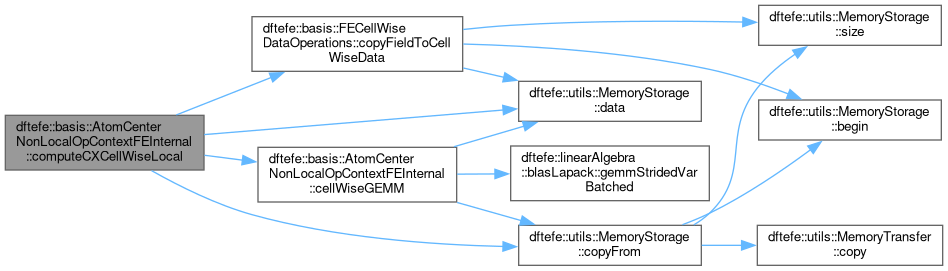 dftefe::basis::AtomCenter
NonLocalOpContextFEInternal
::computeCXCellWiseLocal
dftefe::basis::FECellWise
DataOperations::copyFieldToCell
WiseData
dftefe::utils::MemoryStorage
::data
dftefe::basis::AtomCenter
NonLocalOpContextFEInternal
::cellWiseGEMM
dftefe::linearAlgebra
::blasLapack::gemmStridedVar
Batched
dftefe::utils::MemoryStorage
::copyFrom
dftefe::utils::MemoryStorage
::size
dftefe::utils::MemoryStorage
::begin
dftefe::utils::MemoryTransfer
::copy